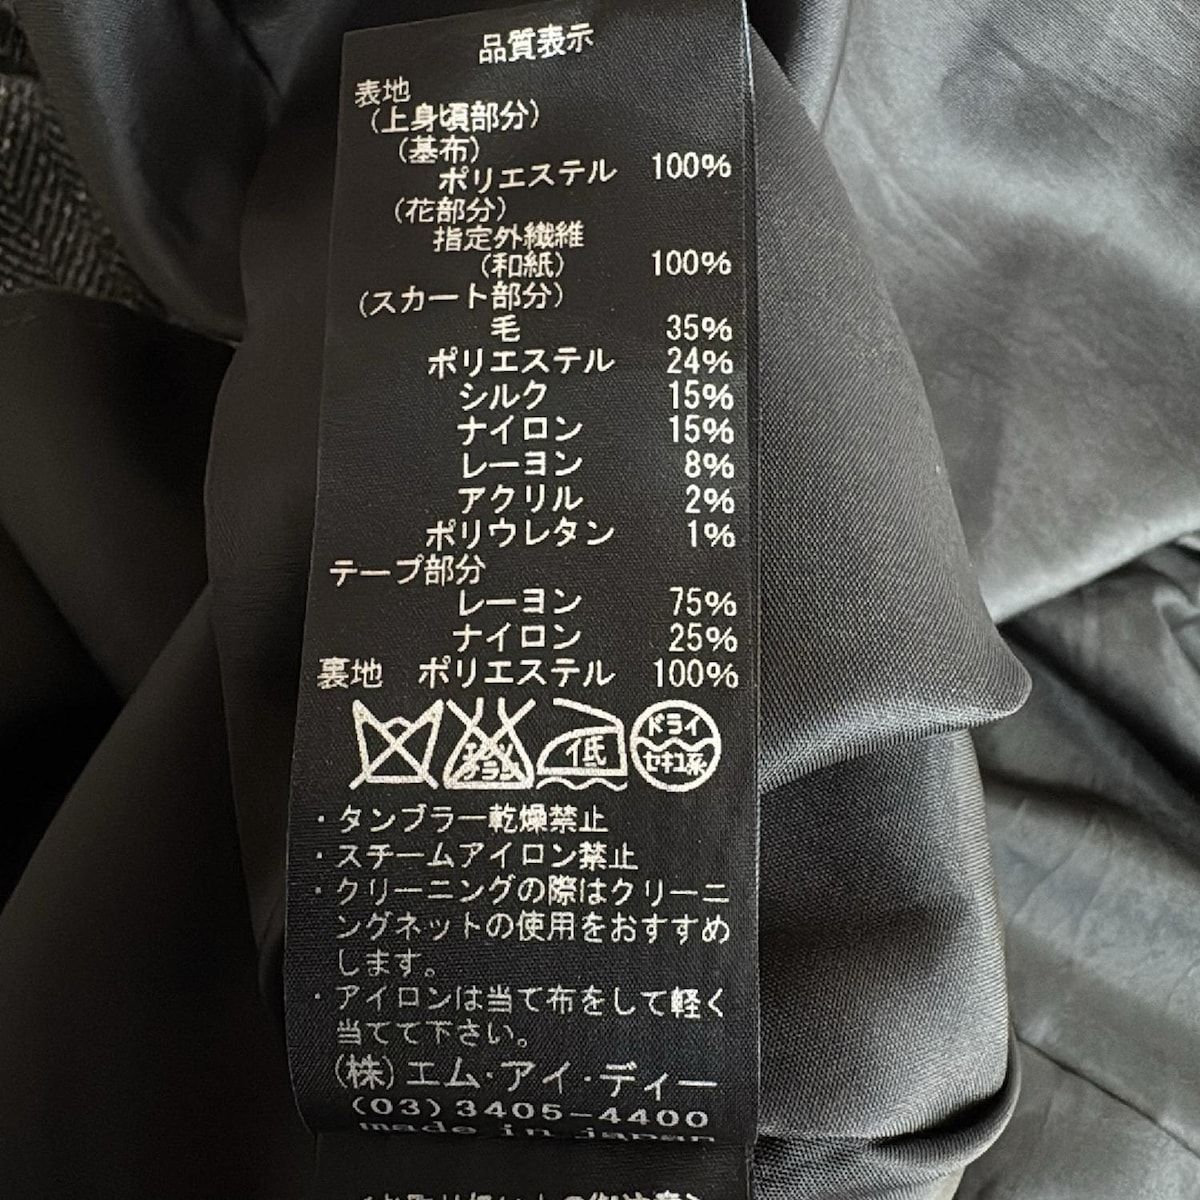 品質表示
表地
(上身頃部分)
(基布)
ポリエステル 100%
(花部分)
指定外繊維
(和紙) 100%
(スカート部分)
毛 35%
ポリエステル 24%
シルク 15%
ナイロン 15%
レーヨン 8%
アクリル 2%
ポリウレタン 1%
テープ部分
レーヨン 75%
ナイロン 25%
裏地 ポリエステル 100%
エンソ 低 ドライ
サラシ セキユ系
・タンブラー乾燥禁止
・スチームアイロン禁止
・クリーニングの際はクリーニ
ングネットの使用をおすすめ
します。
・アイロンは当て布をして軽く
当てて下さい。
(株)エム・アイ・ディー
(03)3405-4400
made in japan